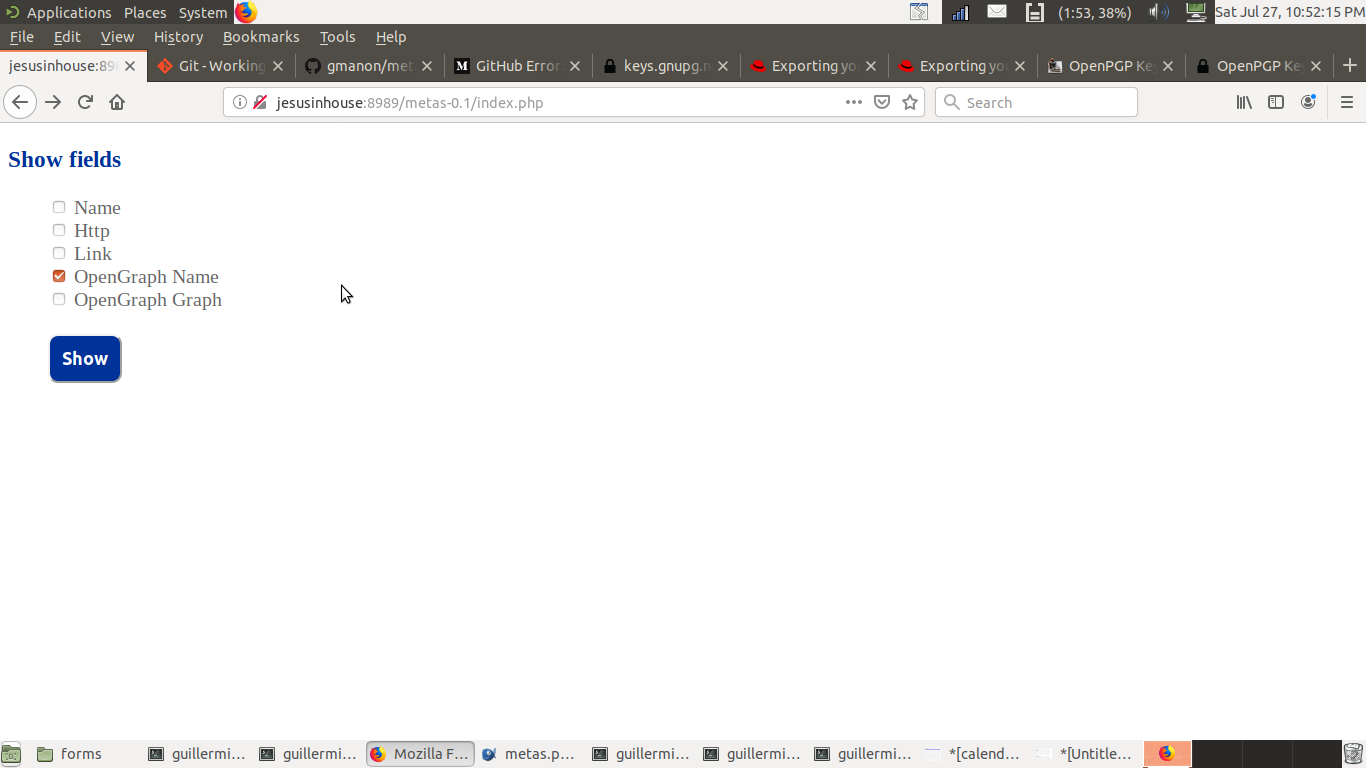 Applications Places System (1:53, 38%) Sat Jul 27, 10:52:15 PM
File Edit View History Bookmarks Tools Help
jesusinhouse:898 Git - Working gmanon/met M GitHub Error keys.gnupg.n Exporting yo Exporting yo OpenPGP Ke OpenPGP Ke
jesusinhouse:8989/metas-0.1/index.php Search
Show fields
Name
Http
Link
OpenGraph Name
OpenGraph Graph
Show
forms guillermi... guillermi... Mozilla F... metas.p... guillermi... guillermi... guillermi... *[calend... *[Untitle...